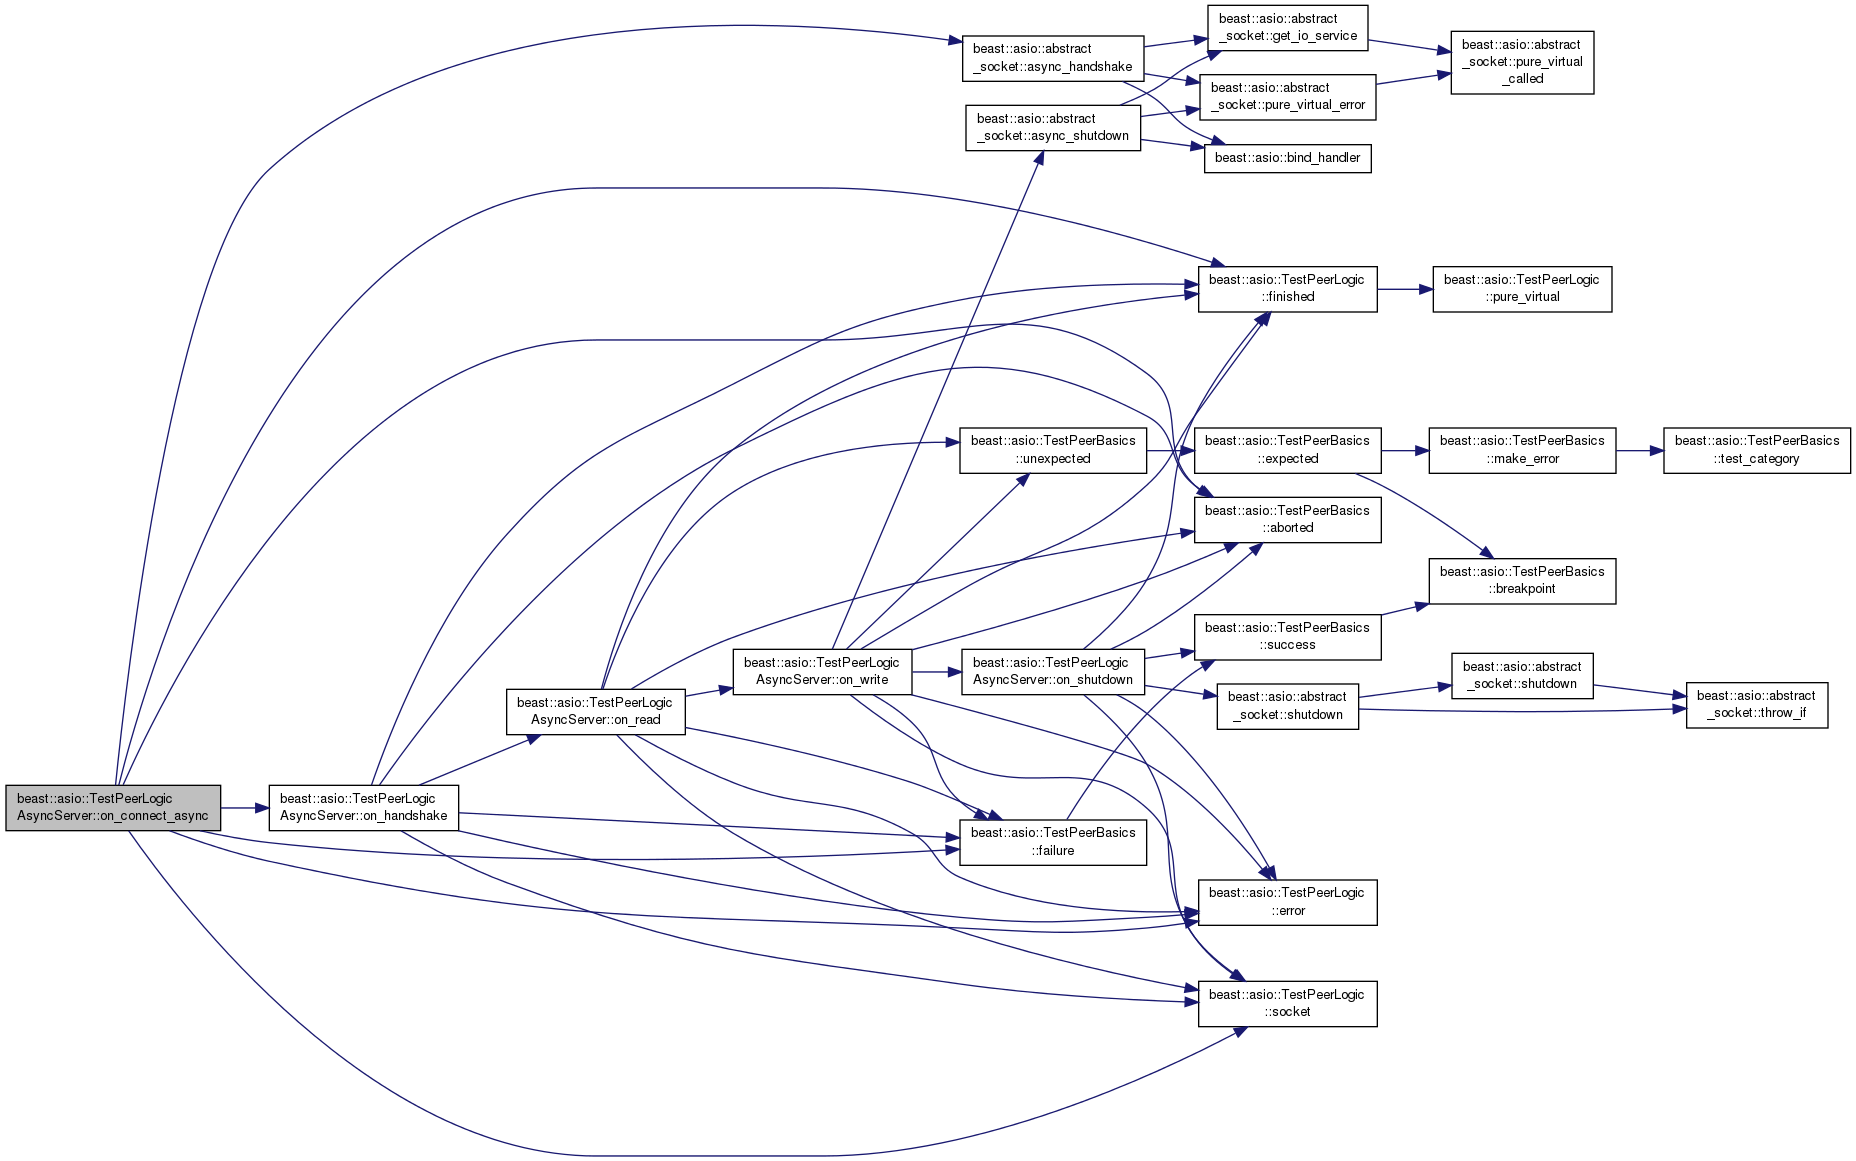 beast::asio::abstract
_socket::get_io_service
beast::asio::abstract
_socket::async_handshake
beast::asio::abstract
_socket::pure_virtual
_called
beast::asio::abstract
_socket::pure_virtual_error
beast::asio::abstract
_socket::async_shutdown
beast::asio::bind_handler
beast::asio::TestPeerLogic
::finished
beast::asio::TestPeerLogic
::pure_virtual
beast::asio::TestPeerBasics
::unexpected
beast::asio::TestPeerBasics
::expected
beast::asio::TestPeerBasics
::make_error
beast::asio::TestPeerBasics
::test_category
beast::asio::TestPeerBasics
::aborted
beast::asio::TestPeerBasics
::breakpoint
beast::asio::TestPeerBasics
::success
beast::asio::TestPeerLogic
AsyncServer::on_write
beast::asio::TestPeerLogic
AsyncServer::on_shutdown
beast::asio::abstract
_socket::shutdown
beast::asio::abstract
_socket::shutdown
beast::asio::abstract
_socket::throw_if
beast::asio::TestPeerLogic
AsyncServer::on_read
beast::asio::TestPeerLogic
AsyncServer::on_connect_async
beast::asio::TestPeerLogic
AsyncServer::on_handshake
beast::asio::TestPeerBasics
::failure
beast::asio::TestPeerLogic
::error
beast::asio::TestPeerLogic
::socket